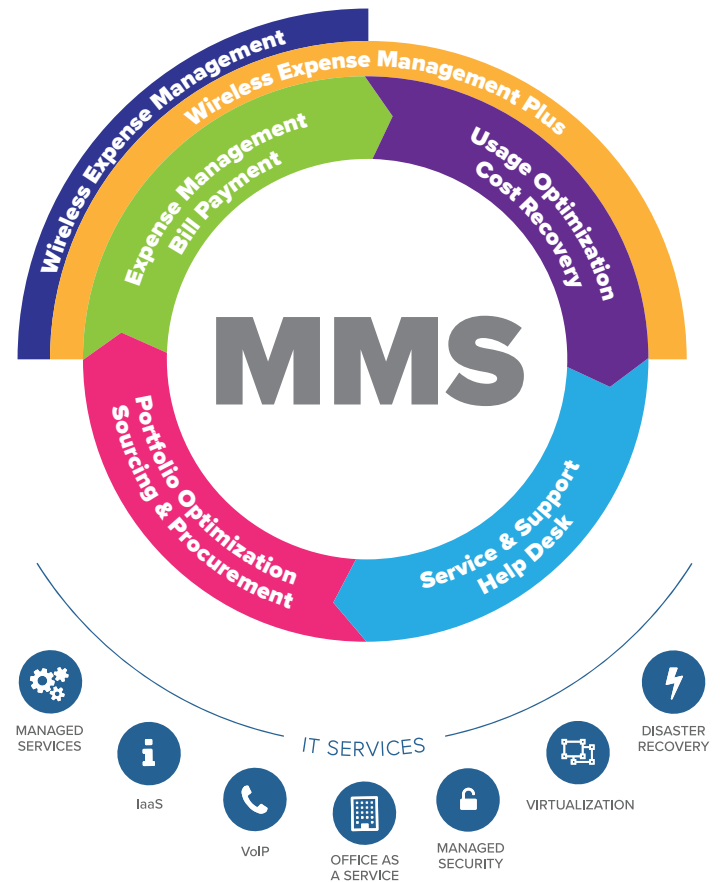 Wireless Expense Management
Wireless Expense Management Plus
Expense Management
Bill Payment
Usage Optimization
Cost Recovery
MMS
Portfolio Optimization
Sourcing & Procurement
Service & Support
Help Desk
IT SERVICES
MANAGED
SERVICES
IaaS
VoIP
OFFICE AS
A SERVICE
MANAGED
SECURITY
VIRTUALIZATION
DISASTER
RECOVERY